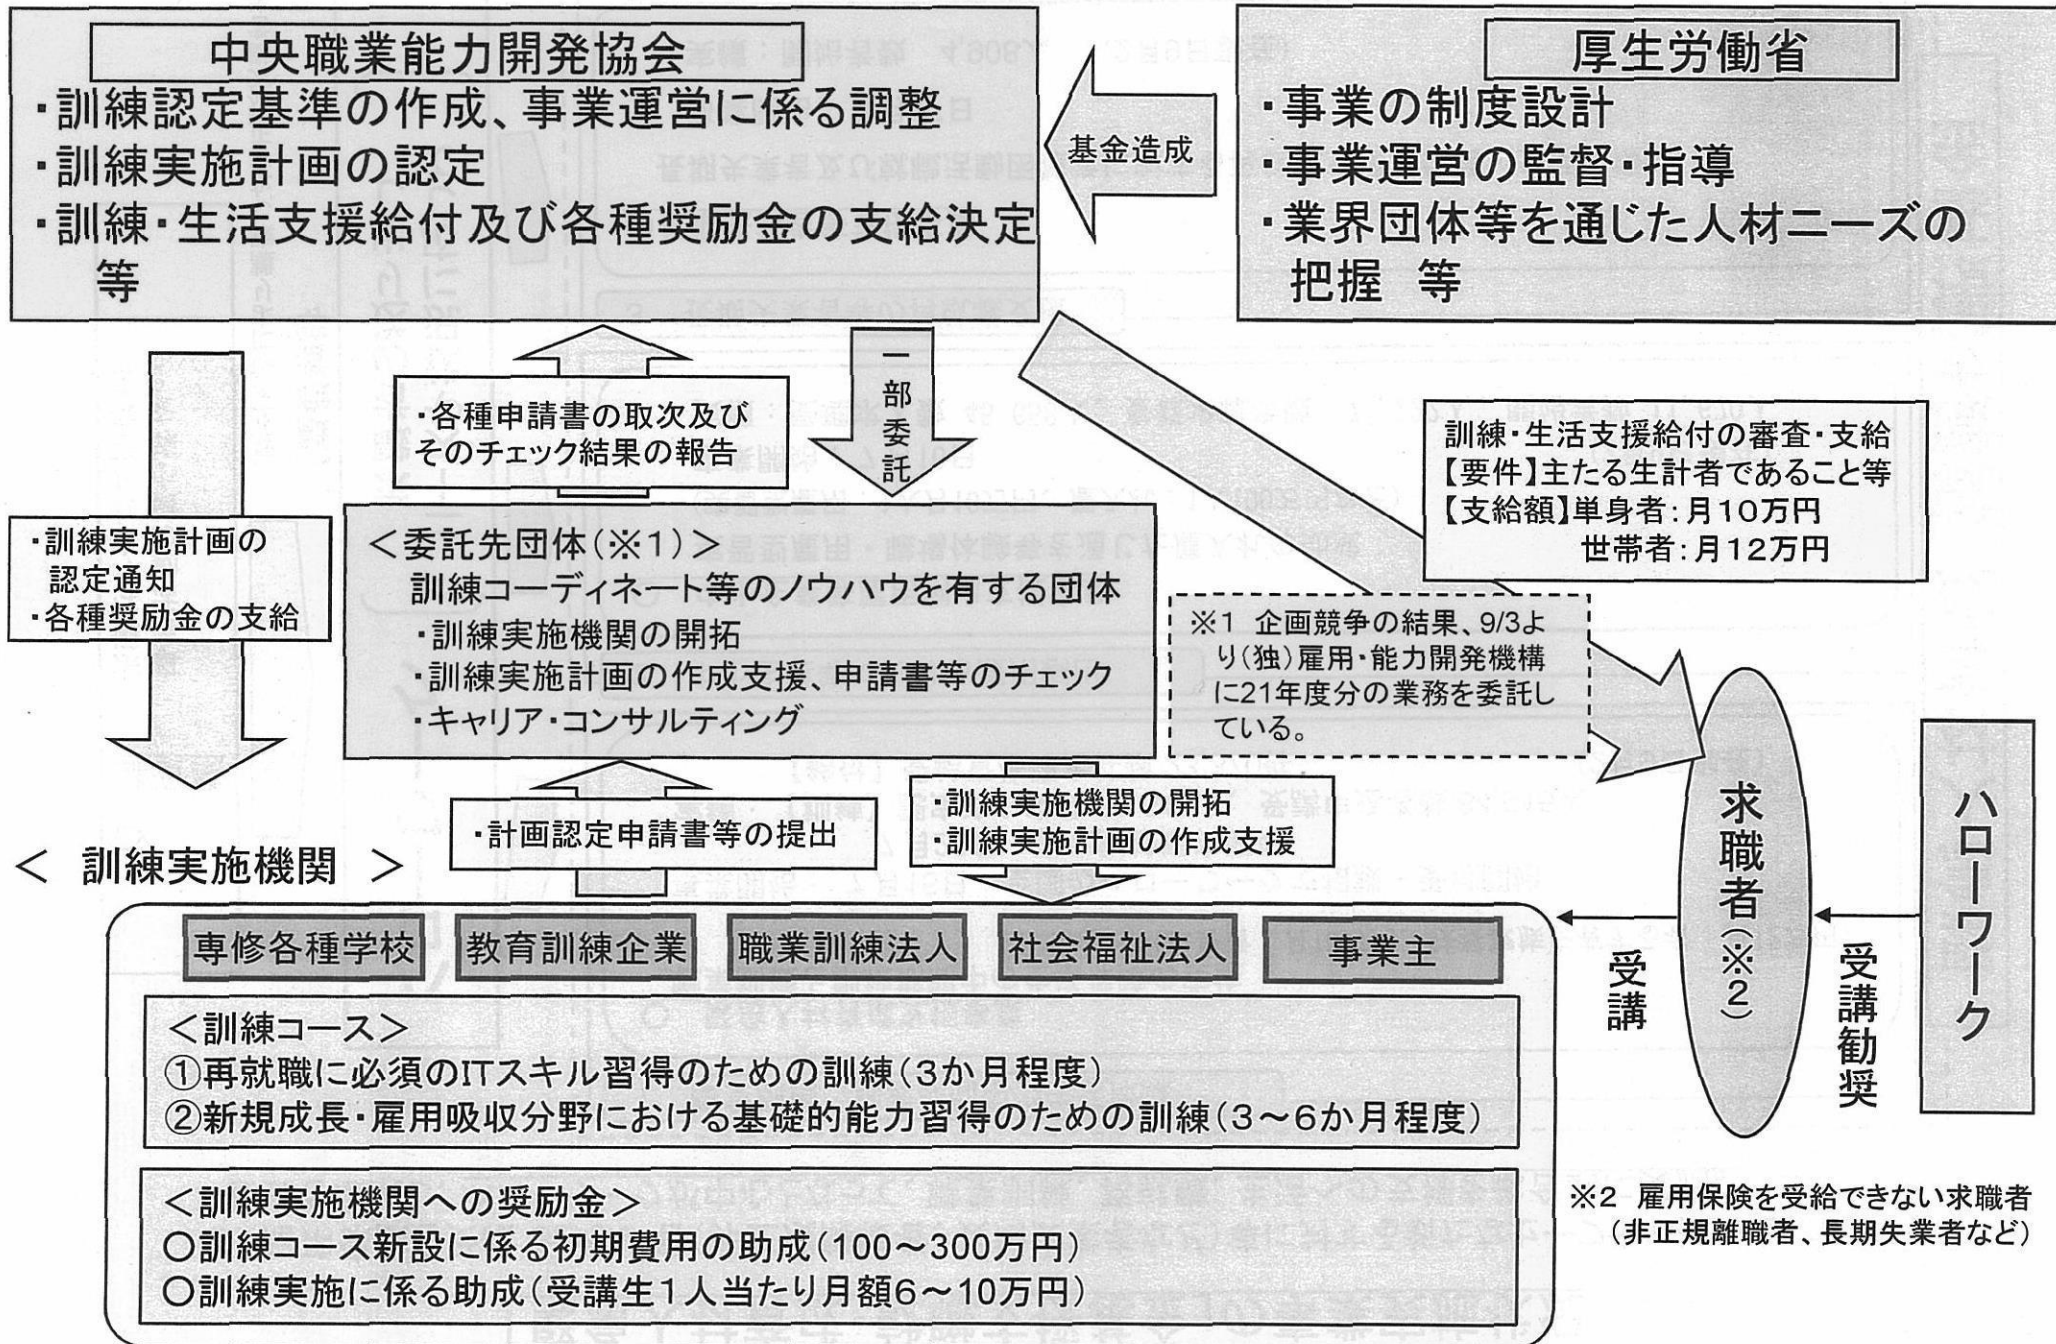 中央職業能力開発協会
・訓練認定基準の作成、事業運営に係る調整
・訓練実施計画の認定
・訓練・生活支援給付及び各種奨励金の支給決定
等
基金造成
厚生労働省
・事業の制度設計
・事業運営の監督・指導
・業界団体等を通じた人材ニーズの
把握 等
・各種申請書の取次及び
そのチェック結果の報告
一部委託
訓練・生活支援給付の審査・支給
【要件】主たる生計者であること等
【支給額】単身者：月10万円
世帯者：月12万円
・訓練実施計画の
認定通知
・各種奨励金の支給
＜委託先団体(※1)＞
訓練コーディネート等のノウハウを有する団体
・訓練実施機関の開拓
・訓練実施計画の作成支援、申請書等のチェック
・キャリア・コンサルティング
※1 企画競争の結果、9/3よ
り(独)雇用・能力開発機構
に21年度分の業務を委託し
ている。
・計画認定申請書等の提出
・訓練実施機関の開拓
・訓練実施計画の作成支援
＜ 訓練実施機関 ＞
専修各種学校 教育訓練企業 職業訓練法人 社会福祉法人 事業主
受講
求職者(※2)
受講勧奨
ハローワーク
＜訓練コース＞
①再就職に必須のITスキル習得のための訓練(3か月程度)
②新規成長・雇用吸収分野における基礎的能力習得のための訓練(3～6か月程度)
＜訓練実施機関への奨励金＞
○訓練コース新設に係る初期費用の助成(100～300万円)
○訓練実施に係る助成(受講生1人当たり月額6～10万円)
※2 雇用保険を受給できない求職者
(非正規離職者、長期失業者など)